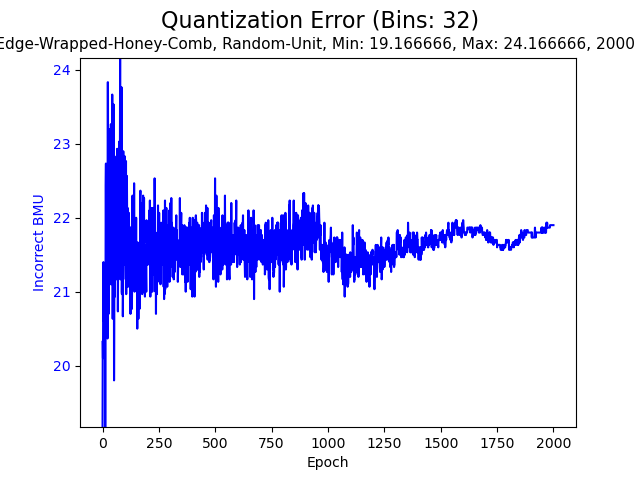 Quantization Error (Bins: 32)
Edge-Wrapped-Honey-Comb, Random-Unit, Min: 19.166666, Max: 24.166666, 2000
24
23
22
21
20
Incorrect BMU
0 250 500 750 1000 1250 1500 1750 2000
Epoch